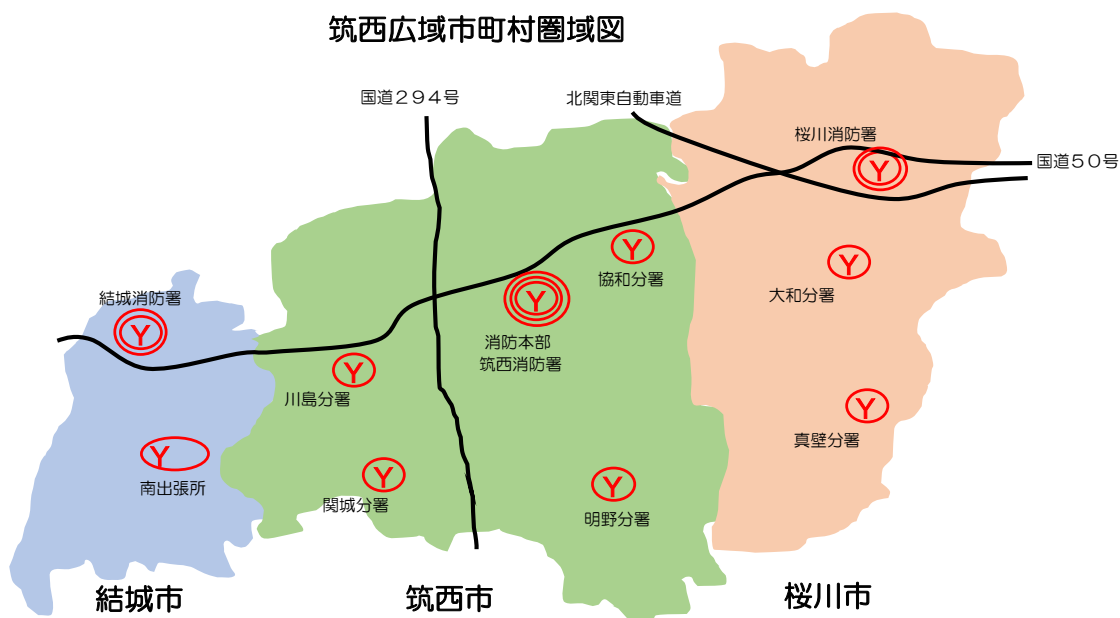 筑西広域市町村圏域図
国道294号
北関東自動車道
桜川消防署
国道50号
Y
Y
協和分署
Y
大和分署
結城消防署
Y
Y
消防本部
筑西消防署
Y
川島分署
Y
真壁分署
Y
南出張所
Y
関城分署
Y
明野分署
結城市
筑西市
桜川市